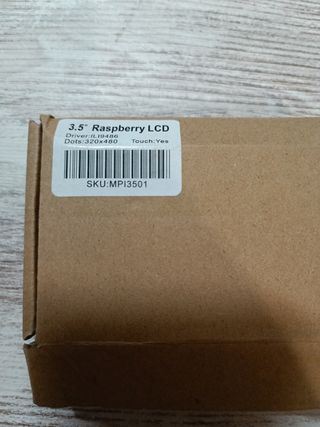 3.5" Raspberry LCD
Driver:ILI9486
Dots:320x480 Touch:Yes
SKU:MPI3501